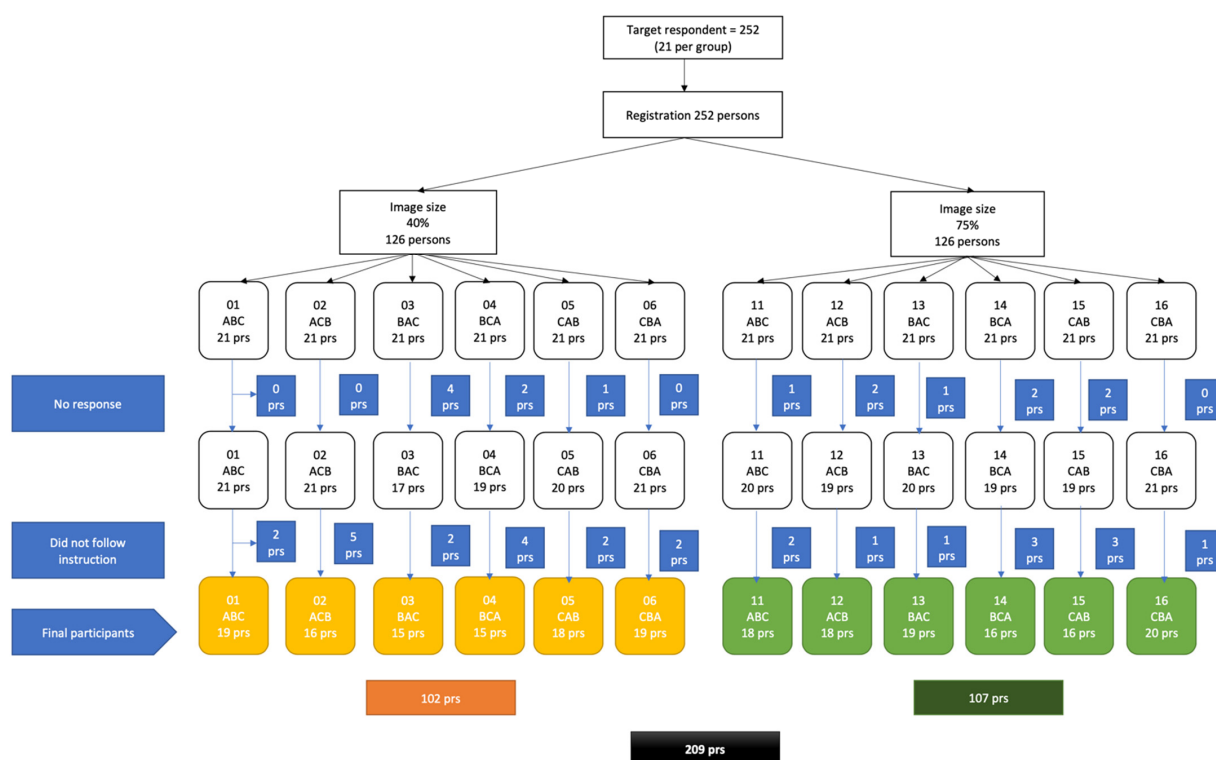 Target respondent = 252
(21 per group)
Registration 252 persons
Image size
40%
126 persons
Image size
75%
126 persons
01
ABC
21 prs
02
ACB
21 prs
03
BAC
21 prs
04
BCA
21 prs
05
CAB
21 prs
06
CBA
21 prs
11
ABC
21 prs
12
ACB
21 prs
13
BAC
21 prs
14
BCA
21 prs
15
CAB
21 prs
16
CBA
21 prs
No response
0
prs
0
prs
4
prs
2
prs
1
prs
0
prs
1
prs
2
prs
1
prs
2
prs
2
prs
0
prs
01
ABC
21 prs
02
ACB
21 prs
03
BAC
17 prs
04
BCA
19 prs
05
CAB
20 prs
06
CBA
21 prs
11
ABC
20 prs
12
ACB
19 prs
13
BAC
20 prs
14
BCA
19 prs
15
CAB
19 prs
16
CBA
21 prs
Did not follow
instruction
2
prs
5
prs
2
prs
4
prs
2
prs
2
prs
2
prs
1
prs
1
prs
3
prs
3
prs
1
prs
Final participants
01
ABC
19 prs
02
ACB
16 prs
03
BAC
15 prs
04
BCA
15 prs
05
CAB
18 prs
06
CBA
19 prs
11
ABC
18 prs
12
ACB
18 prs
13
BAC
19 prs
14
BCA
16 prs
15
CAB
16 prs
16
CBA
20 prs
102 prs
107 prs
209 prs